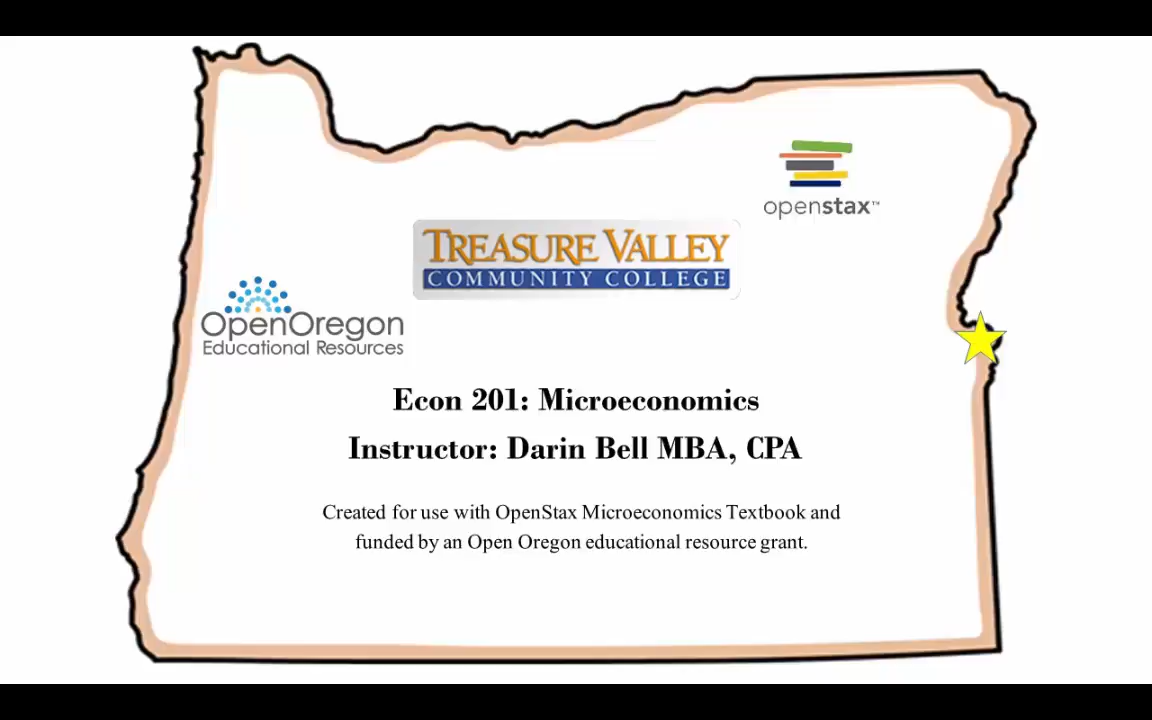 openstax™
TREASURE VALLEY
COMMUNITY COLLEGE
OpenOregon
Educational Resources
Econ 201: Microeconomics
Instructor: Darin Bell MBA, CPA
Created for use with OpenStax Microeconomics Textbook and
funded by an Open Oregon educational resource grant.